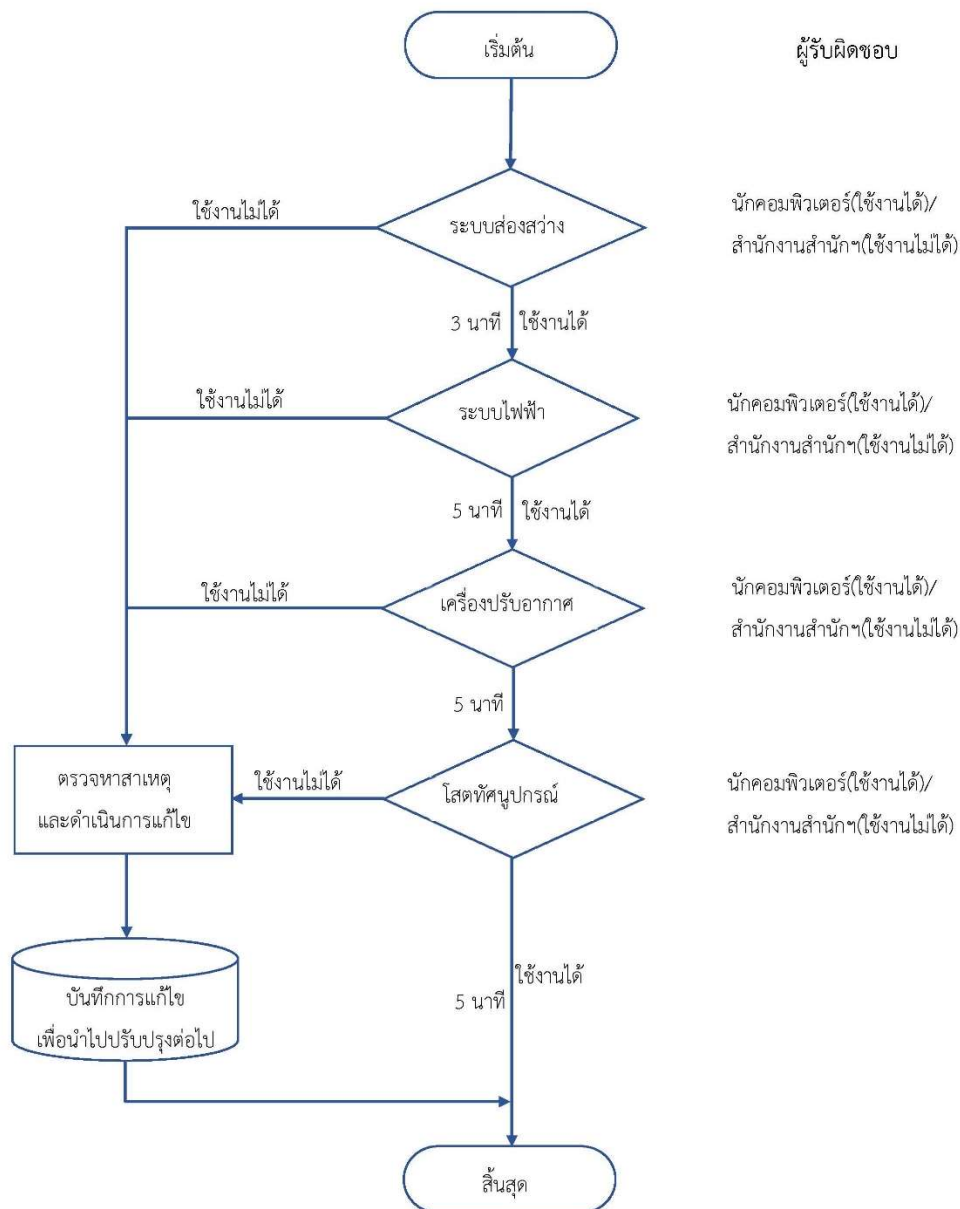 เริ่มต้น
ผู้รับผิดชอบ
ใช้งานไม่ได้
ระบบส่องสว่าง
นักคอมพิวเตอร์(ใช้งานได้)/
สำนักงานสำนักฯ(ใช้งานไม่ได้)
3 นาที ใช้งานได้
ใช้งานไม่ได้
ระบบไฟฟ้า
นักคอมพิวเตอร์(ใช้งานได้)/
สำนักงานสำนักฯ(ใช้งานไม่ได้)
5 นาที ใช้งานได้
ใช้งานไม่ได้
เครื่องปรับอากาศ
นักคอมพิวเตอร์(ใช้งานได้)/
สำนักงานสำนักฯ(ใช้งานไม่ได้)
5 นาที
ตรวจหาสาเหตุ
และดำเนินการแก้ไข
ใช้งานไม่ได้
โสตทัศนูปกรณ์
นักคอมพิวเตอร์(ใช้งานได้)/
สำนักงานสำนักฯ(ใช้งานไม่ได้)
บันทึกการแก้ไข
เพื่อนำไปปรับปรุงต่อไป
ใช้งานได้
5 นาที
สิ้นสุด